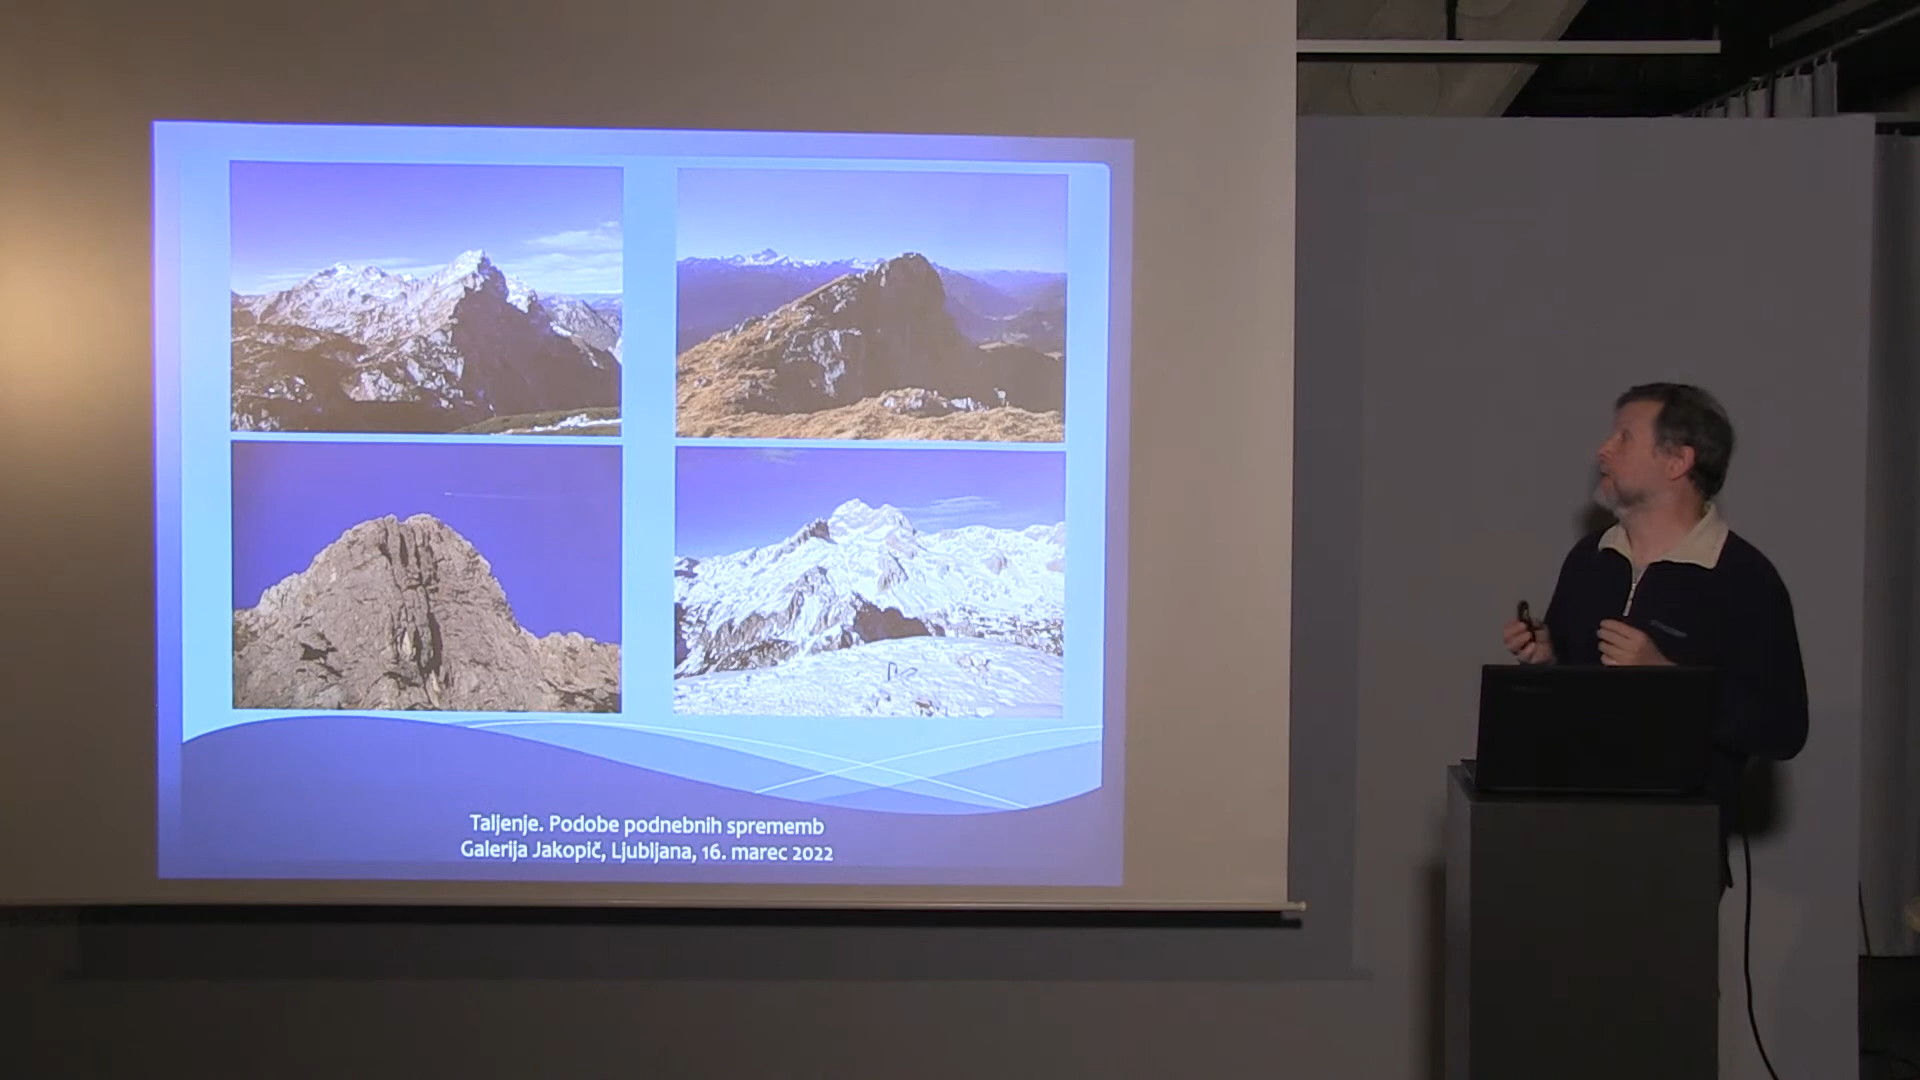 Taljenje. Podobe podnebnih sprememb
Galerija Jakopič, Ljubljana, 16. marec 2022